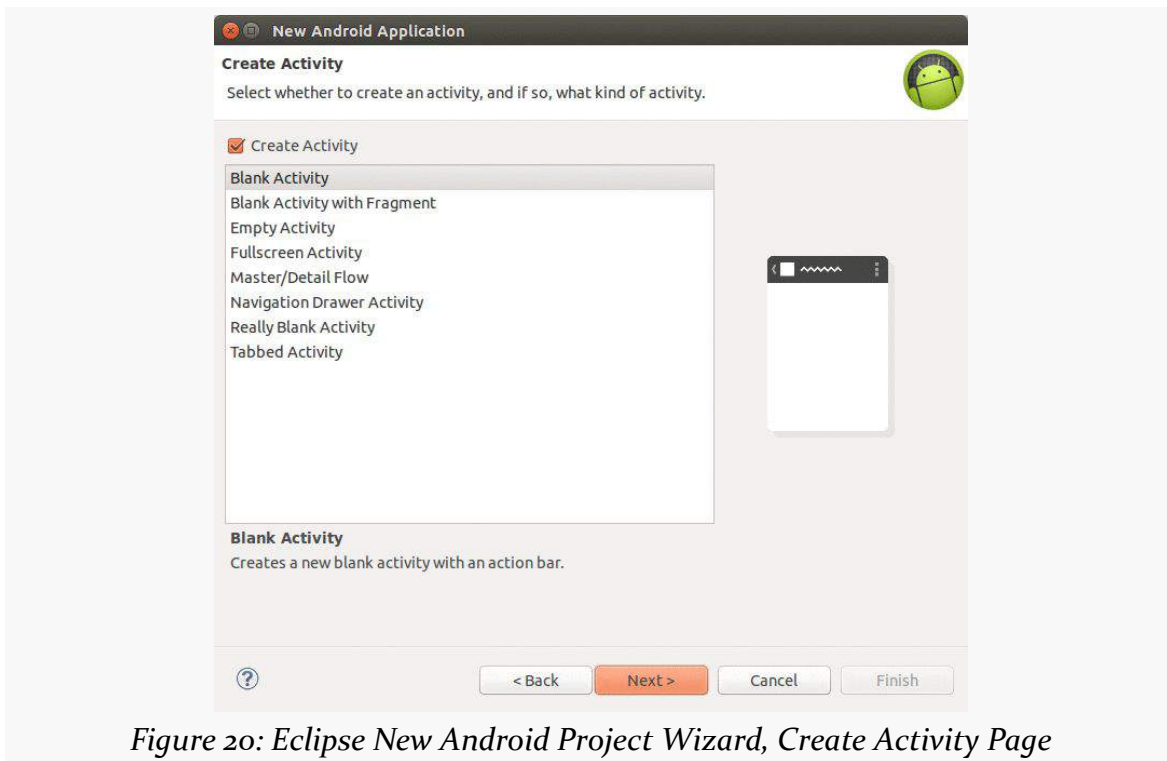 New Android Application
Create Activity
Select whether to create an activity, and if so, what kind of activity.
Create Activity
Blank Activity
Blank Activity with Fragment
Empty Activity
Fullscreen Activity
Master/Detail Flow
Navigation Drawer Activity
Really Blank Activity
Tabbed Activity
Blank Activity
Creates a new blank activity with an action bar.
? < Back Next > Cancel Finish
Figure 20: Eclipse New Android Project Wizard, Create Activity Page